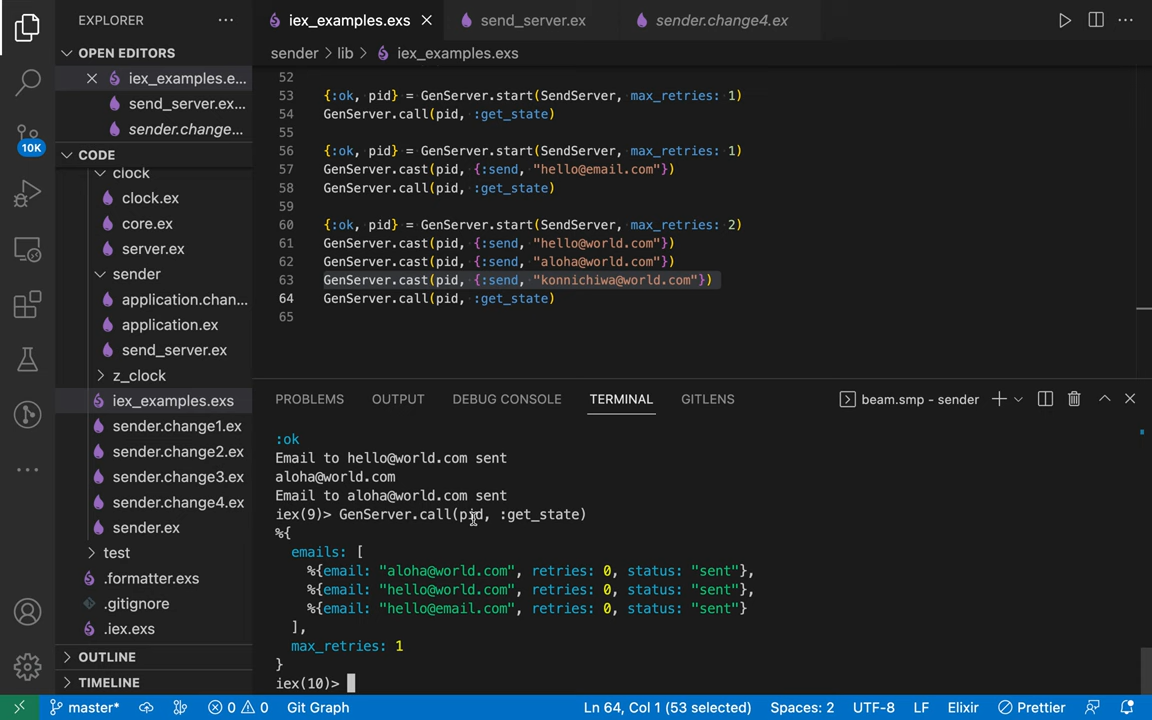 EXPLORER
OPEN EDITORS
iex_examples.e...
send_server.ex...
sender.change...
CODE
clock
clock.ex
core.ex
server.ex
sender
application.chan...
application.ex
send_server.ex
z_clock
iex_examples.exs
sender.change1.ex
sender.change2.ex
sender.change3.ex
sender.change4.ex
sender.ex
test
.formatter.exs
.gitignore
.iex.exs
OUTLINE
TIMELINE
10K
iex_examples.exs
send_server.ex
sender.change4.ex
sender > lib > iex_examples.exs
52
53 {:ok, pid} = GenServer.start(SendServer, max_retries: 1)
54 GenServer.call(pid, :get_state)
55
56 {:ok, pid} = GenServer.start(SendServer, max_retries: 1)
57 GenServer.cast(pid, {:send, "hello@email.com"})
58 GenServer.call(pid, :get_state)
59
60 {:ok, pid} = GenServer.start(SendServer, max_retries: 2)
61 GenServer.cast(pid, {:send, "hello@world.com"})
62 GenServer.cast(pid, {:send, "aloha@world.com"})
63 GenServer.cast(pid, {:send, "konnichiwa@world.com"})
64 GenServer.call(pid, :get_state)
65
PROBLEMS OUTPUT DEBUG CONSOLE TERMINAL GITLENS
beam.smp - sender
:ok
Email to hello@world.com sent
aloha@world.com
Email to aloha@world.com sent
iex(9)> GenServer.call(pid, :get_state)
%{
emails: [
%{email: "aloha@world.com", retries: 0, status: "sent"},
%{email: "hello@world.com", retries: 0, status: "sent"},
%{email: "hello@email.com", retries: 0, status: "sent"}
],
max_retries: 1
}
iex(10)>
master* 0 0 Git Graph Ln 64, Col 1 (53 selected) Spaces: 2 UTF-8 LF Elixir Prettier